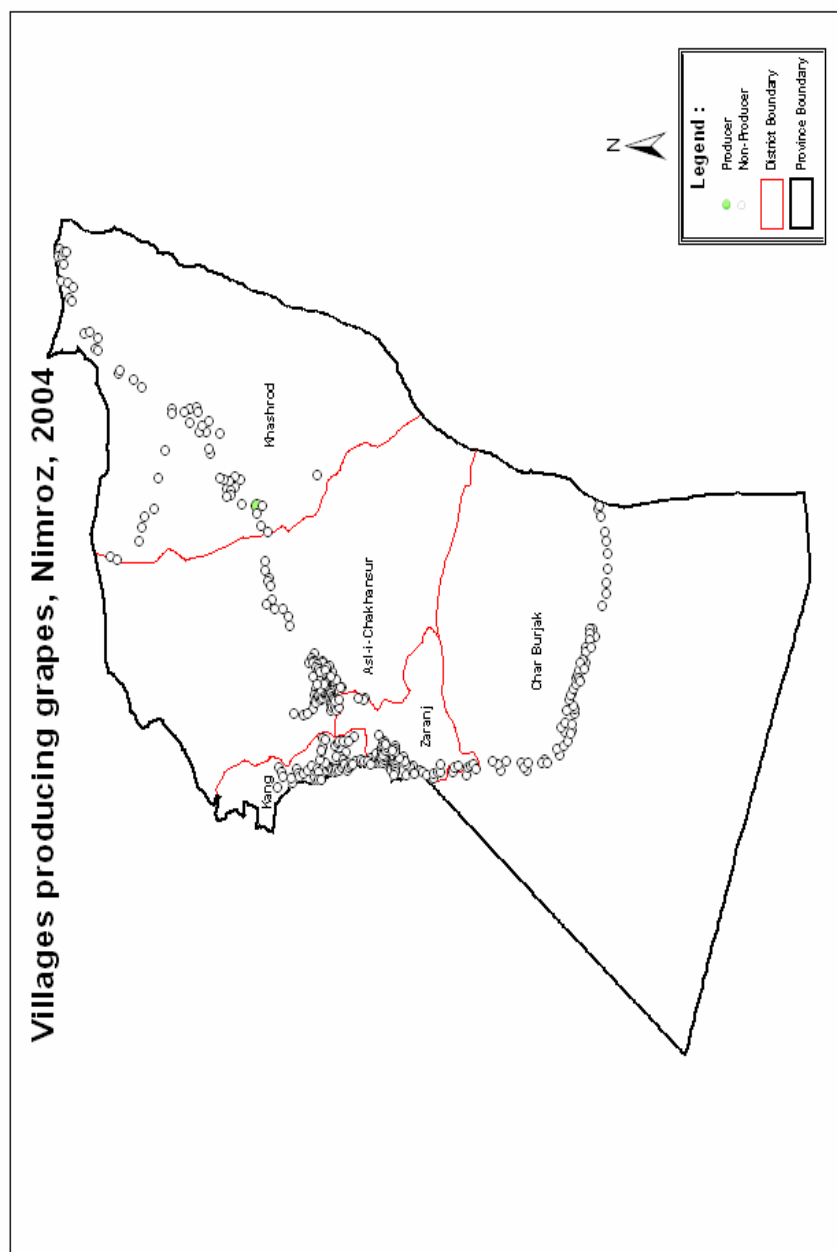 Villages producing grapes, Nimroz, 2004
Khashrod
Asl-i-Chakhansur
Kang
Zaranj
Char Burjak
N
Legend :
Producer
Non-Producer
District Boundary
Province Boundary